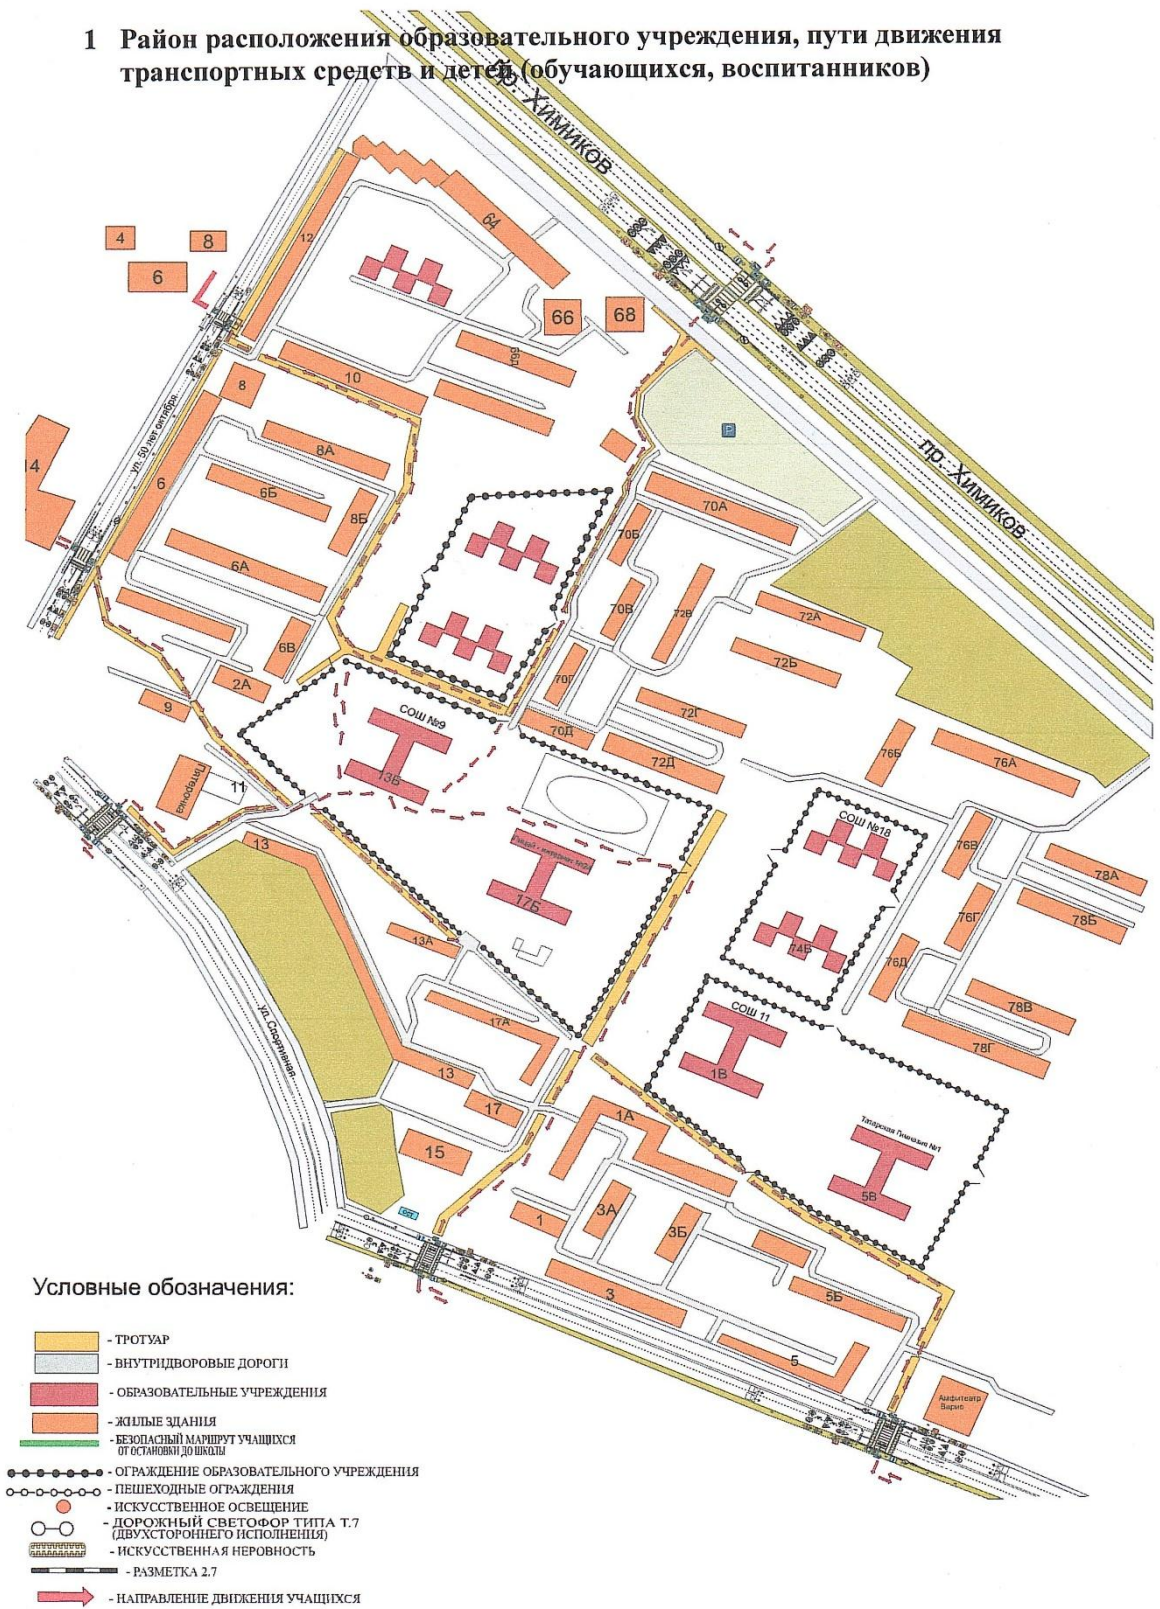 1 Район расположения образовательного учреждения, пути движения
транспортных средств и детей (обучающихся, воспитанников)
пр. ХИМИКОВ
64
12
4
8
6
66
68
66Д
10
8
ул. 50 лет октября
14
6
8А
6Б
8Б
6А
6В
2А
9
Р
пр. ХИМИКОВ
70А
70Б
70В
72В
72А
72Б
70Г
72Г
70Д
72Д
76Б
76А
СОШ №9
13В
Пятерочка
11
13
17Б
СОШ №18
74Б
76В
76Г
76Д
78А
78Б
78В
78Г
13А
17А
13
17
15
ул. Спортивная
СОШ 11
1В
Татарская Гимназия №1
5В
1А
1
3А
3Б
3
5Б
5
Амфитеатр
Варис
Условные обозначения:
- ТРОТУАР
- ВНУТРИДВОРОВЫЕ ДОРОГИ
- ОБРАЗОВАТЕЛЬНЫЕ УЧРЕЖДЕНИЯ
- ЖИЛЫЕ ЗДАНИЯ
- БЕЗОПАСНЫЙ МАРШРУТ УЧАЩИХСЯ
ОТ ОСТАНОВКИ ДО ШКОЛЫ
- ОГРАЖДЕНИЕ ОБРАЗОВАТЕЛЬНОГО УЧРЕЖДЕНИЯ
- ПЕШЕХОДНЫЕ ОГРАЖДЕНИЯ
- ИСКУССТВЕННОЕ ОСВЕЩЕНИЕ
- ДОРОЖНЫЙ СВЕТОФОР ТИПА Т.7
(ДВУХСТОРОННЕГО ИСПОЛНЕНИЯ)
- ИСКУССТВЕННАЯ НЕРОВНОСТЬ
- РАЗМЕТКА 2.7
- НАПРАВЛЕНИЕ ДВИЖЕНИЯ УЧАЩИХСЯ